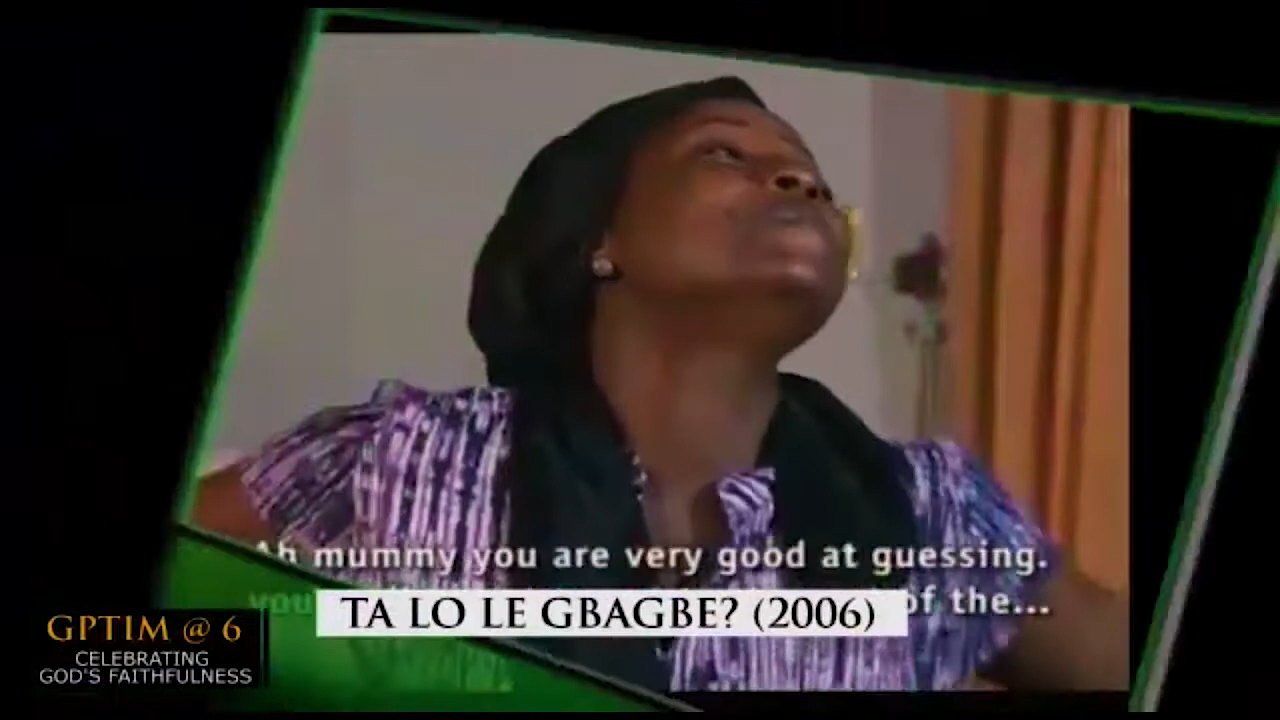 Ah mummy you are very good at guessing.
you of the...
TA LO LE GBAGBE? (2006)
GPTIM @ 6
CELEBRATING
GOD'S FAITHFULNESS